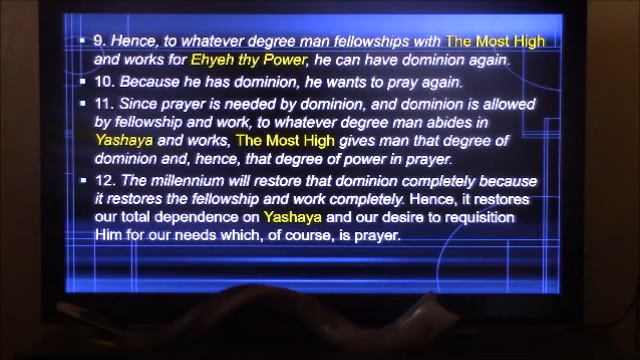 9. Hence, to whatever degree man fellowships with The Most High
and works for Ehyeh thy Power, he can have dominion again.
10. Because he has dominion, he wants to pray again.
11. Since prayer is needed by dominion, and dominion is allowed
by fellowship and work, to whatever degree man abides in
Yashaya and works, The Most High gives man that degree of
dominion and, hence, that degree of power in prayer.
12. The millennium will restore that dominion completely because
it restores the fellowship and work completely. Hence, it restores
our total dependence on Yashaya and our desire to requisition
Him for our needs which, of course, is prayer.